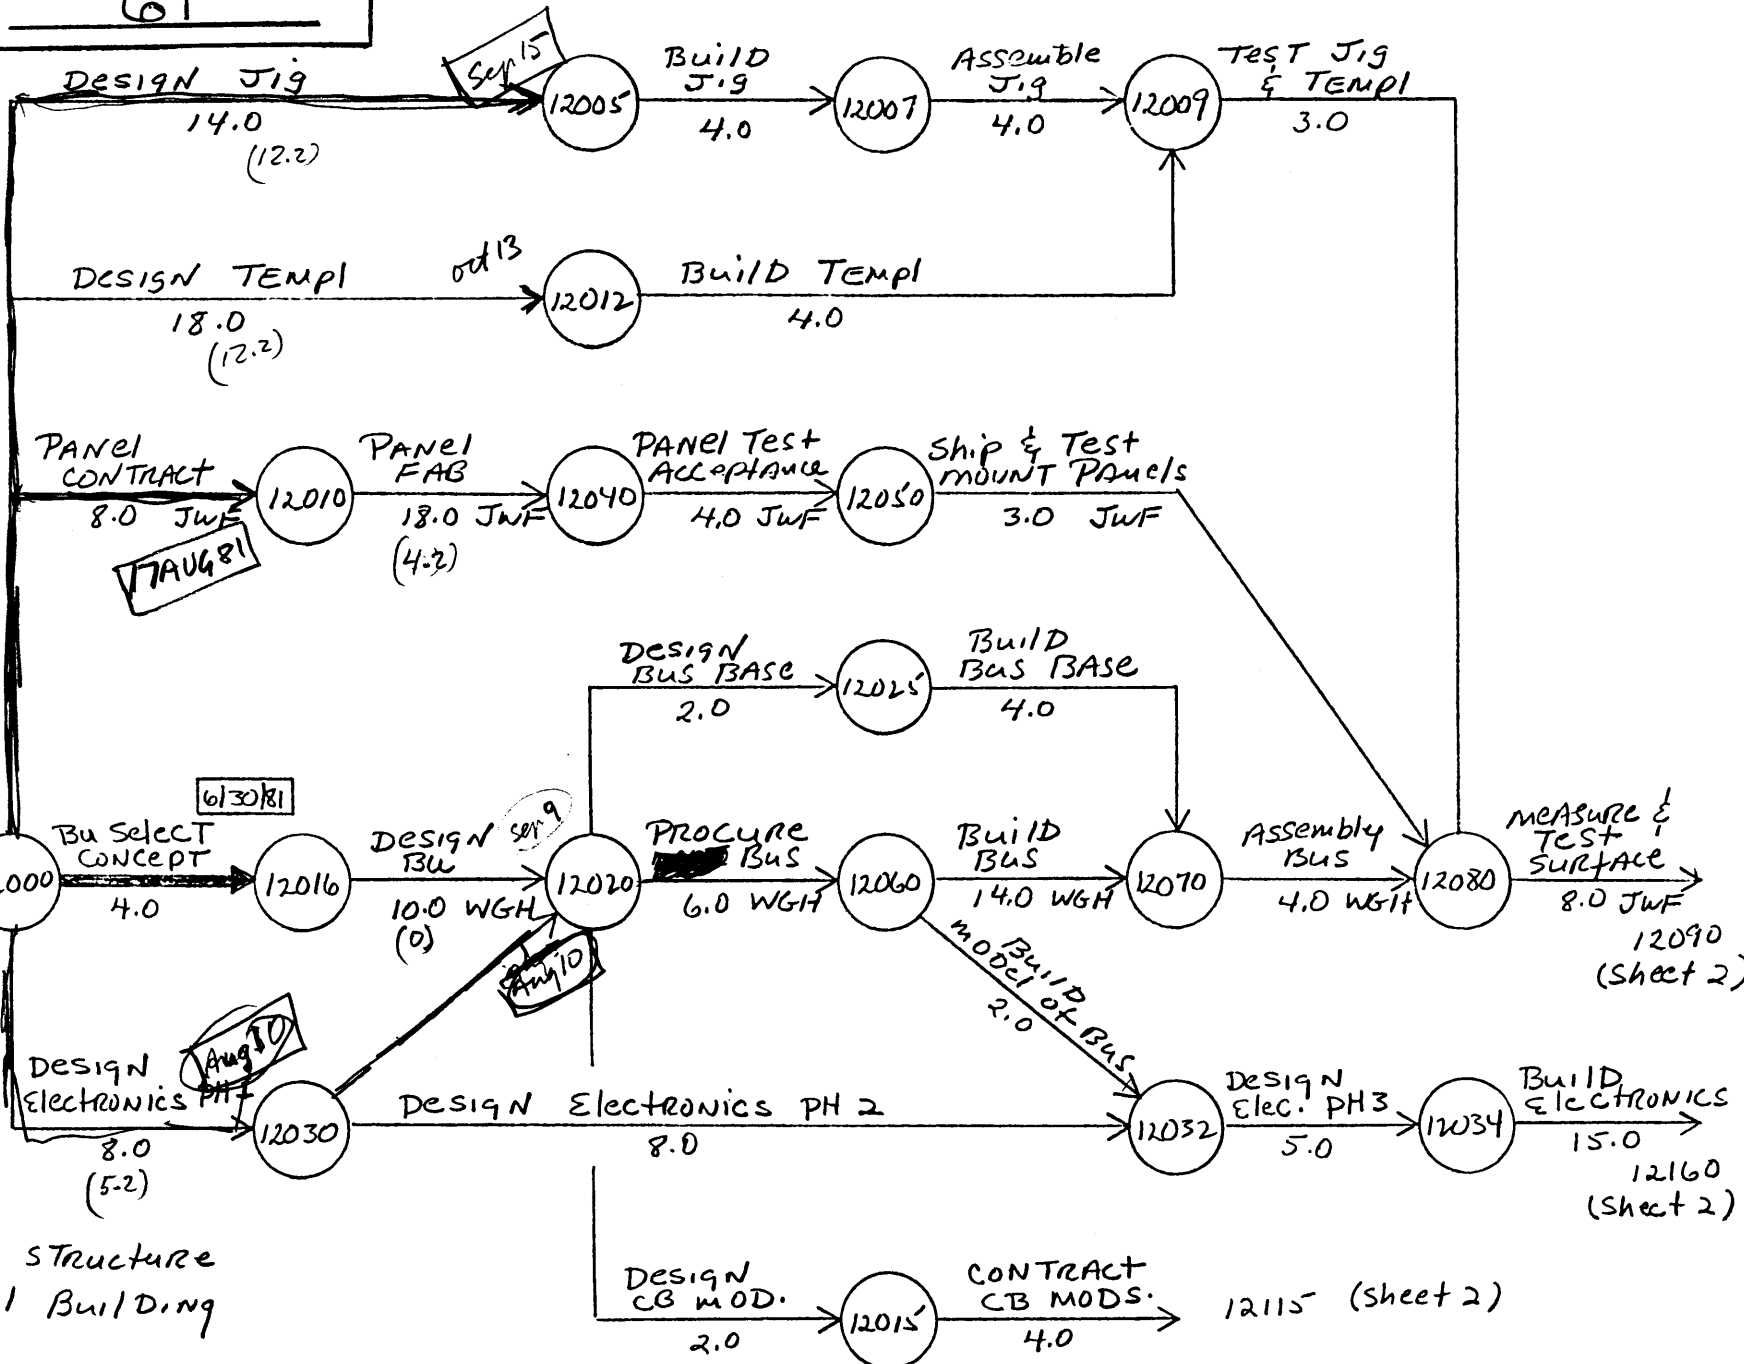 61
DESIGN JIG
14.0
(12.2)
Sep 15
12005
BUILD
JIG
4.0
12007
ASSEMBLE
JIG
4.0
12009
TEST JIG
& TEMPL
3.0
DESIGN TEMPL
18.0
(12.2)
oct 13
12012
BUILD TEMPL
4.0
PANEL
CONTRACT
8.0 JWF
17AUG81
12010
PANEL
FAB
18.0 JWF
(4.2)
12040
PANEL TEST
ACCEPTANCE
4.0 JWF
12050
SHIP & TEST
MOUNT PANELS
3.0 JWF
DESIGN
BUS BASE
2.0
12025
BUILD
BUS BASE
4.0
2000
BU SELECT
CONCEPT
4.0
6/30/81
12016
DESIGN
BU
10.0 WGH
(0)
sep 9
12020
Aug 10
PROCURE
BUS
6.0 WGH
12060
BUILD
BUS
14.0 WGH
12070
ASSEMBLY
BUS
4.0 WGH
12080
MEASURE &
TEST
SURFACE
8.0 JWF
12090
(Sheet 2)
BUILD
MODEL OF BUS
2.0
DESIGN
ELECTRONICS PH 1
8.0
(5.2)
Aug 10
12030
DESIGN ELECTRONICS PH 2
8.0
12032
DESIGN
ELEC. PH3
5.0
12034
BUILD
ELECTRONICS
15.0
12160
(Sheet 2)
STRUCTURE
BUILDING
DESIGN
CB MOD.
2.0
12015
CONTRACT
CB MODS.
4.0
12115 (Sheet 2)